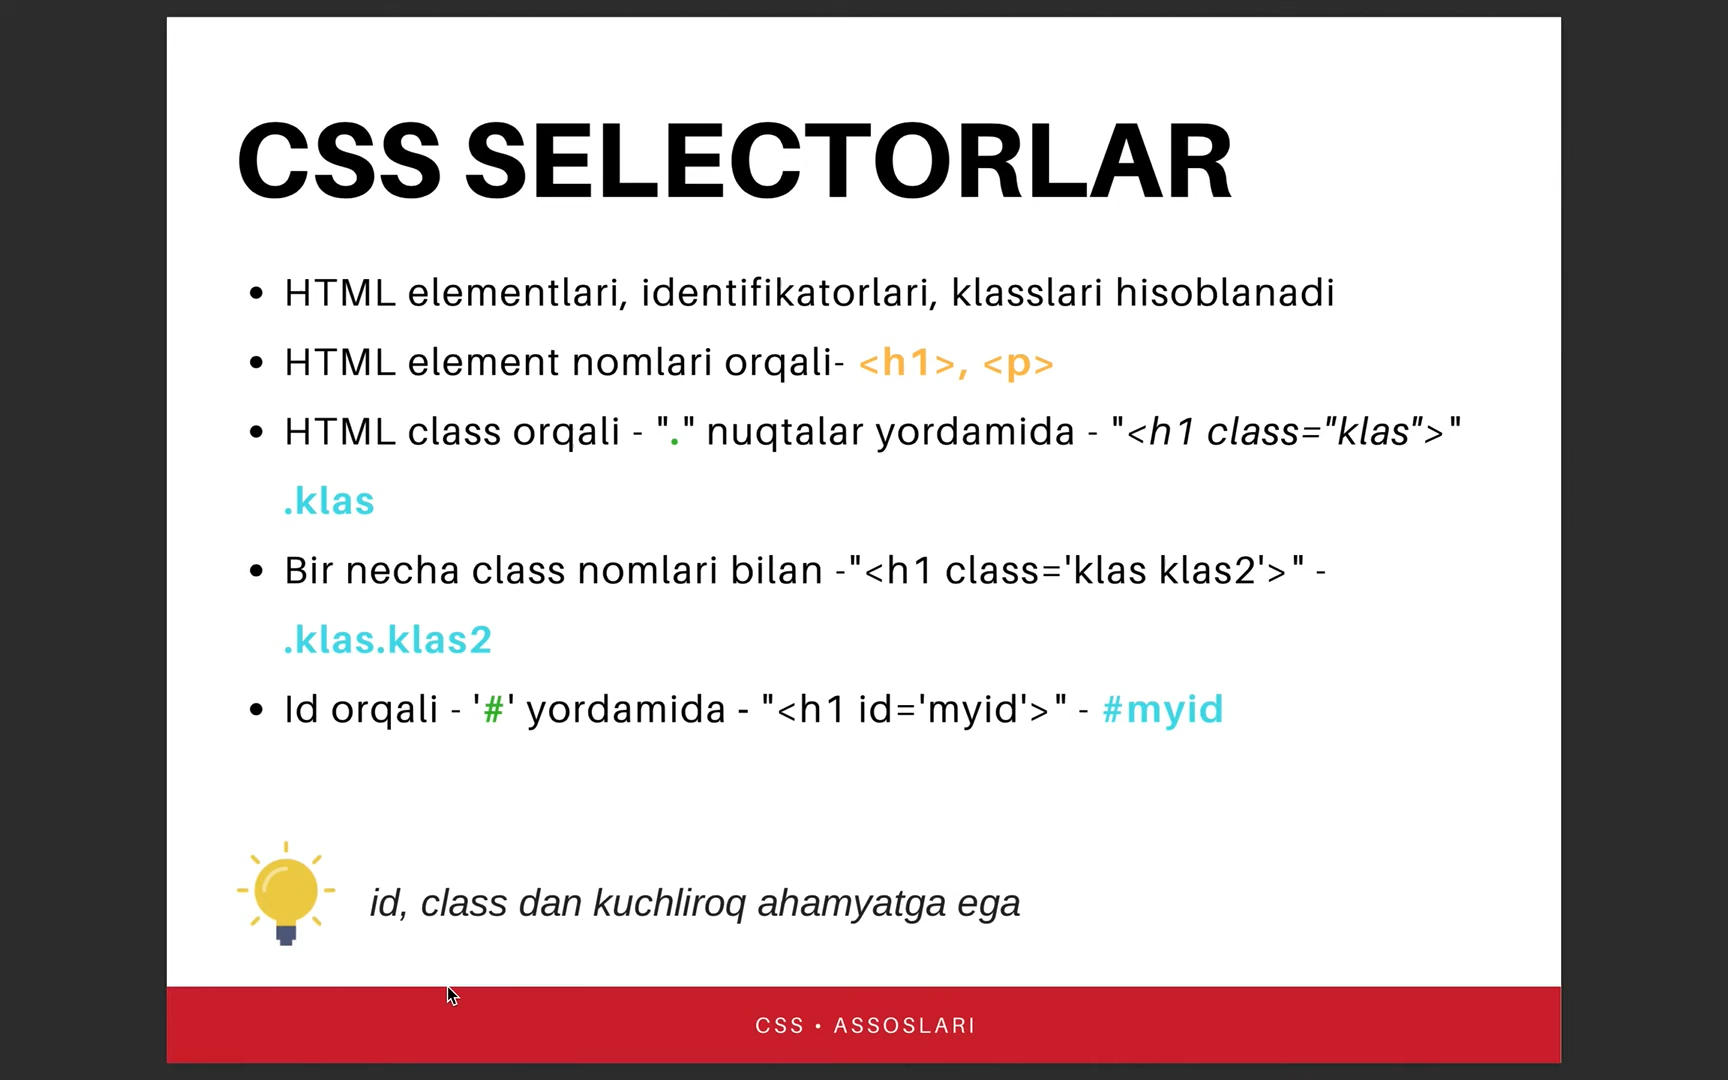 CSS SELECTORLAR
• HTML elementlari, identifikatorlari, klasslari hisoblanadi
• HTML element nomlari orqali- <h1>, <p>
• HTML class orqali - "." nuqtalar yordamida - "<h1 class="klas">"
.klas
• Bir necha class nomlari bilan -"<h1 class='klas klas2'>" -
.klas.klas2
• Id orqali - '#' yordamida - "<h1 id='myid'>" - #myid
id, class dan kuchliroq ahamyatga ega
CSS • ASSOSLARI